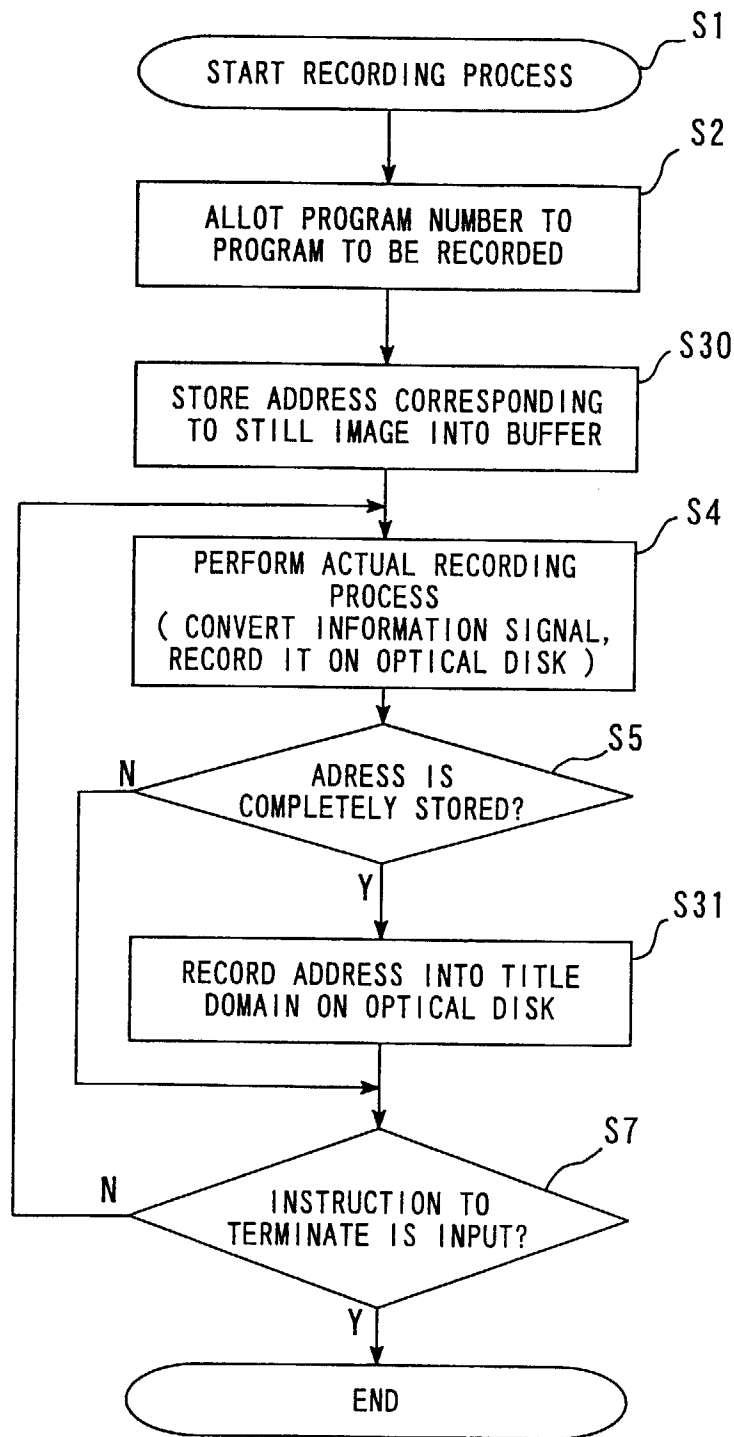 S1
START RECORDING PROCESS
S2
ALLOT PROGRAM NUMBER TO
PROGRAM TO BE RECORDED
S30
STORE ADDRESS CORRESPONDING
TO STILL IMAGE INTO BUFFER
S4
PERFORM ACTUAL RECORDING
PROCESS
( CONVERT INFORMATION SIGNAL,
RECORD IT ON OPTICAL DISK )
S5
N
ADRESS IS
COMPLETELY STORED?
Y
S31
RECORD ADDRESS INTO TITLE
DOMAIN ON OPTICAL DISK
S7
N
INSTRUCTION TO
TERMINATE IS INPUT?
Y
END